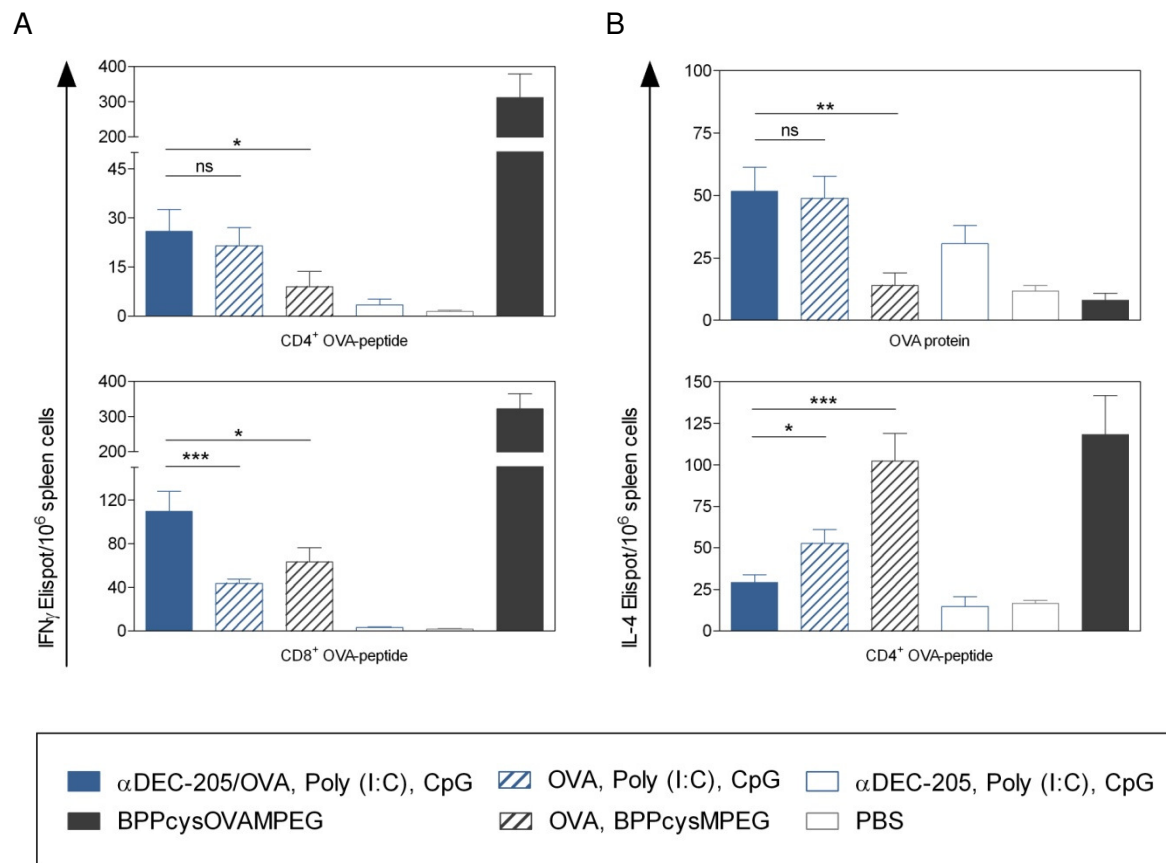 A
B
IFNγ Elispot/10⁶ spleen cells
400
300
200
45
30
15
0
*
ns
CD4⁺ OVA-peptide
400
300
200
120
80
40
0
*
***
CD8⁺ OVA-peptide
IL-4 Elispot/10⁶ spleen cells
100
75
50
25
0
**
ns
OVA protein
150
125
100
75
50
25
0
***
*
CD4⁺ OVA-peptide
αDEC-205/OVA, Poly (I:C), CpG
OVA, Poly (I:C), CpG
αDEC-205, Poly (I:C), CpG
BPPcysOVAMPEG
OVA, BPPcysMPEG
PBS